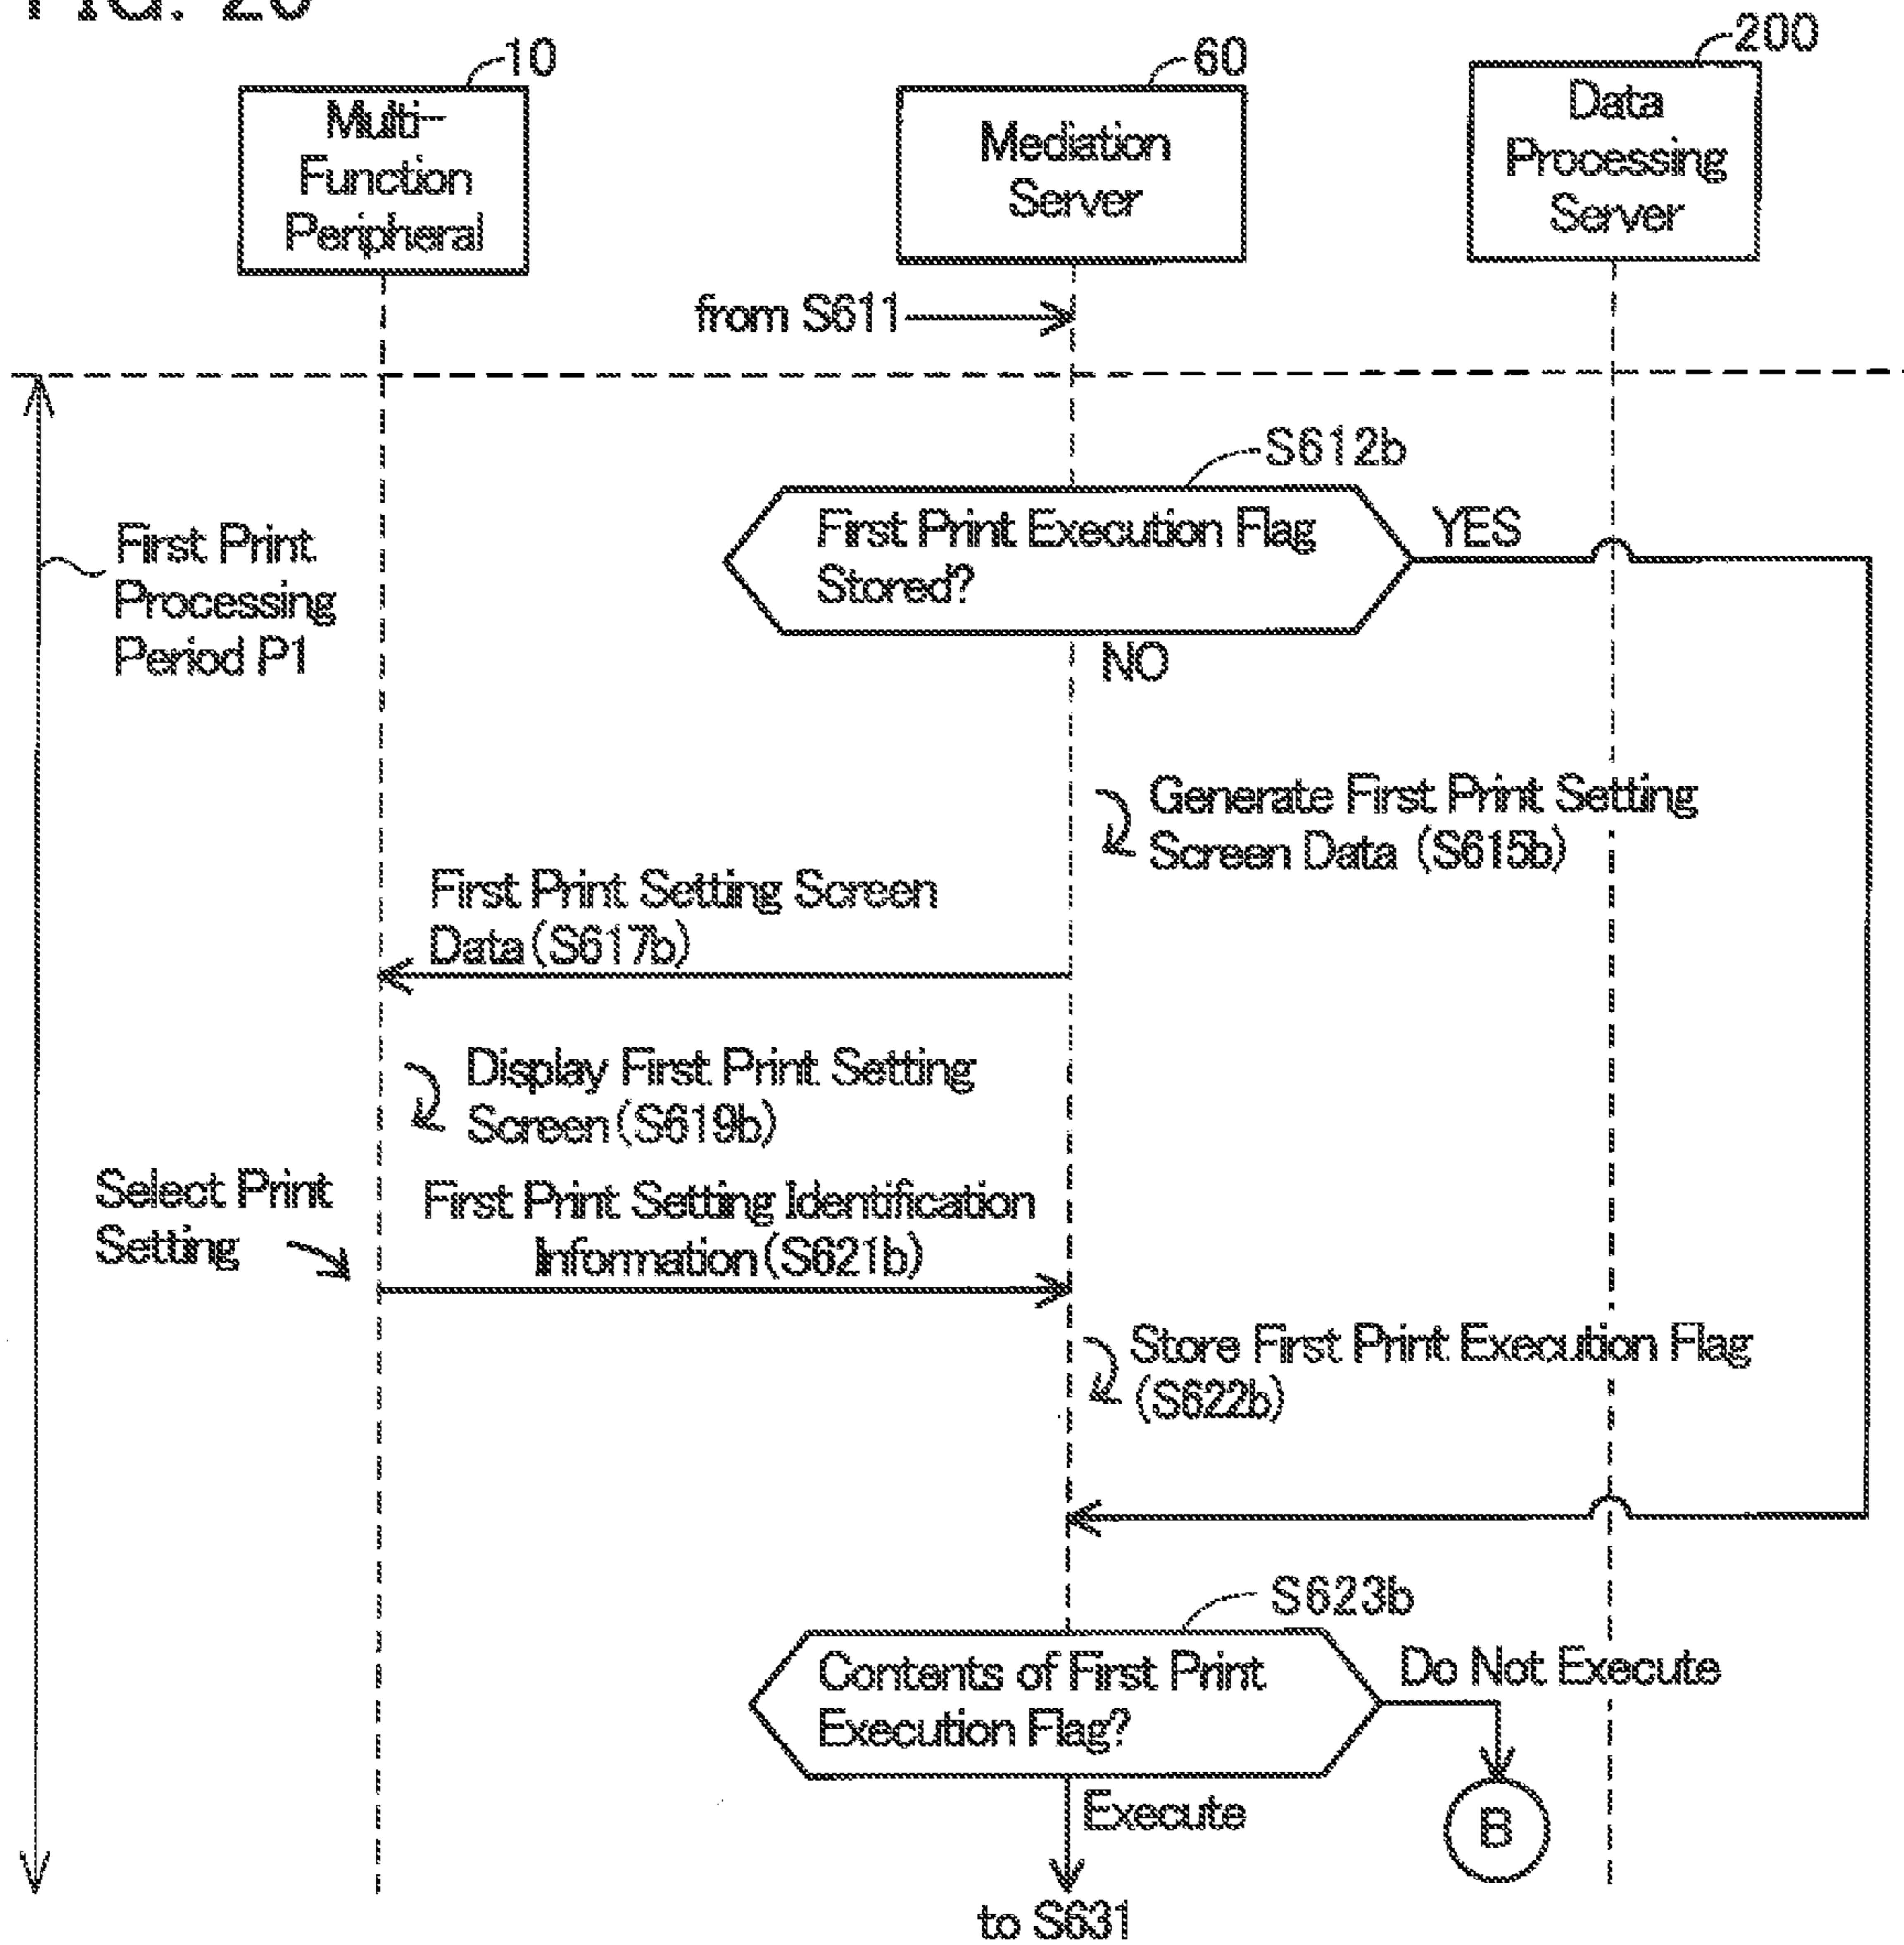 10
Multi-
Function
Peripheral
60
Mediation
Server
200
Data
Processing
Server
from S611
First Print
Processing
Period P1
S612b
First Print Execution Flag
Stored?
YES
NO
Generate First Print Setting
Screen Data (S615b)
First Print Setting Screen
Data (S617b)
Display First Print Setting
Screen (S619b)
Select Print
Setting
First Print Setting Identification
Information (S621b)
Store First Print Execution Flag
(S622b)
S623b
Contents of First Print
Execution Flag?
Do Not Execute
B
Execute
to S631